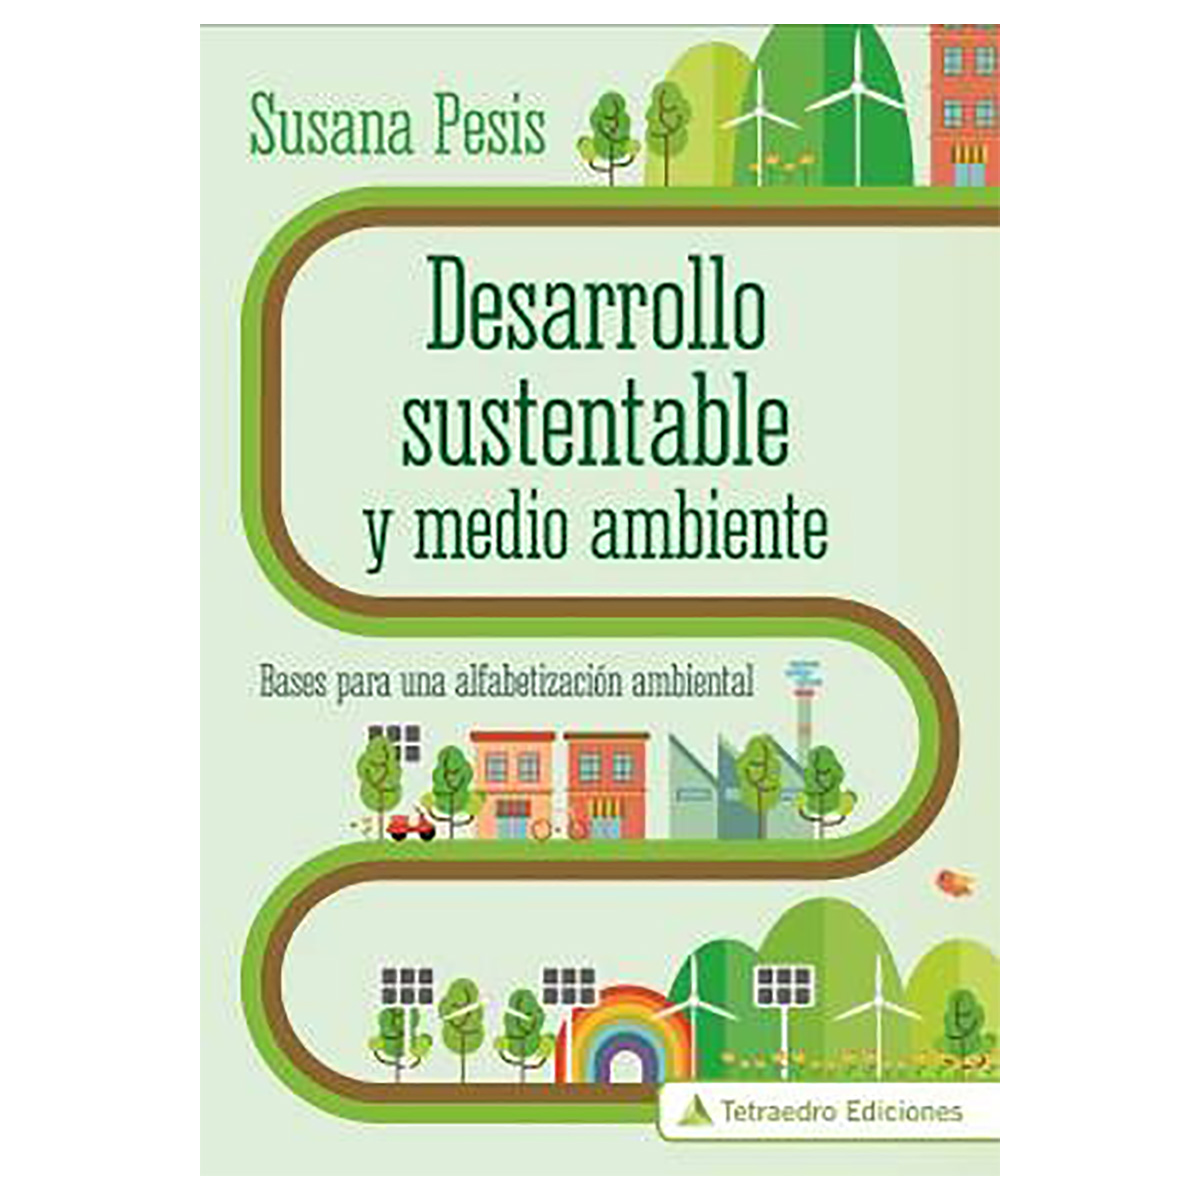 Susana Pesis
Desarrollo
sustentable
y medio ambiente
Bases para una alfabetización ambiental
Tetraedro Ediciones